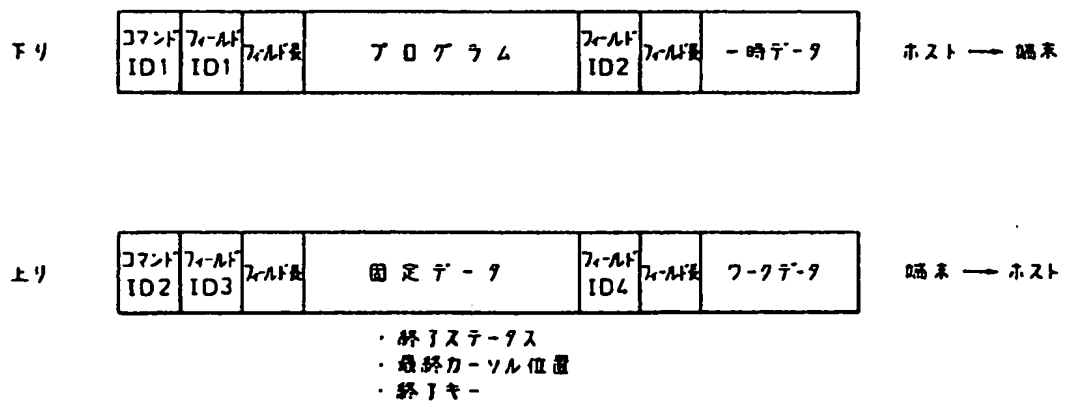 下り
コマンド ID1
フィールド ID1
フィールド長
プログラム
フィールド ID2
フィールド長
一時データ
ホスト → 端末
上り
コマンド ID2
フィールド ID3
フィールド長
固定データ
フィールド ID4
フィールド長
ワークデータ
端末 → ホスト
・終了ステータス
・最終カーソル位置
・終了キー